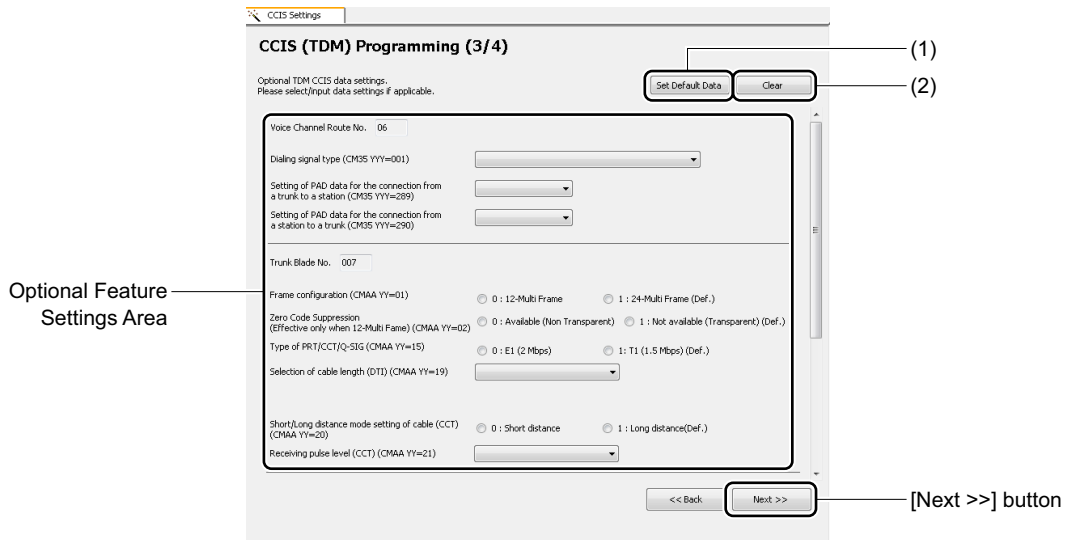 CCIS Settings
CCIS (TDM) Programming (3/4)
(1)
Optional TDM CCIS data settings.
Please select/input data settings if applicable.
Set Default Data
Clear
(2)
Voice Channel Route No. 06
Dialing signal type (CM35 YYY=001)
Setting of PAD data for the connection from
a trunk to a station (CM35 YYY=289)
Setting of PAD data for the connection from
a station to a trunk (CM35 YYY=290)
Trunk Blade No. 007
Optional Feature
Settings Area
Frame configuration (CMAA YY=01)
0 : 12-Multi Frame
1 : 24-Multi Frame (Def.)
Zero Code Suppression
(Effective only when 12-Multi Fame) (CMAA YY=02)
0 : Available (Non Transparent)
1 : Not available (Transparent) (Def.)
Type of PRT/CCT/Q-SIG (CMAA YY=15)
0 : E1 (2 Mbps)
1: T1 (1.5 Mbps) (Def.)
Selection of cable length (DTI) (CMAA YY=19)
Short/Long distance mode setting of cable (CCT)
(CMAA YY=20)
0 : Short distance
1 : Long distance(Def.)
Receiving pulse level (CCT) (CMAA YY=21)
<< Back
Next >>
[Next >>] button